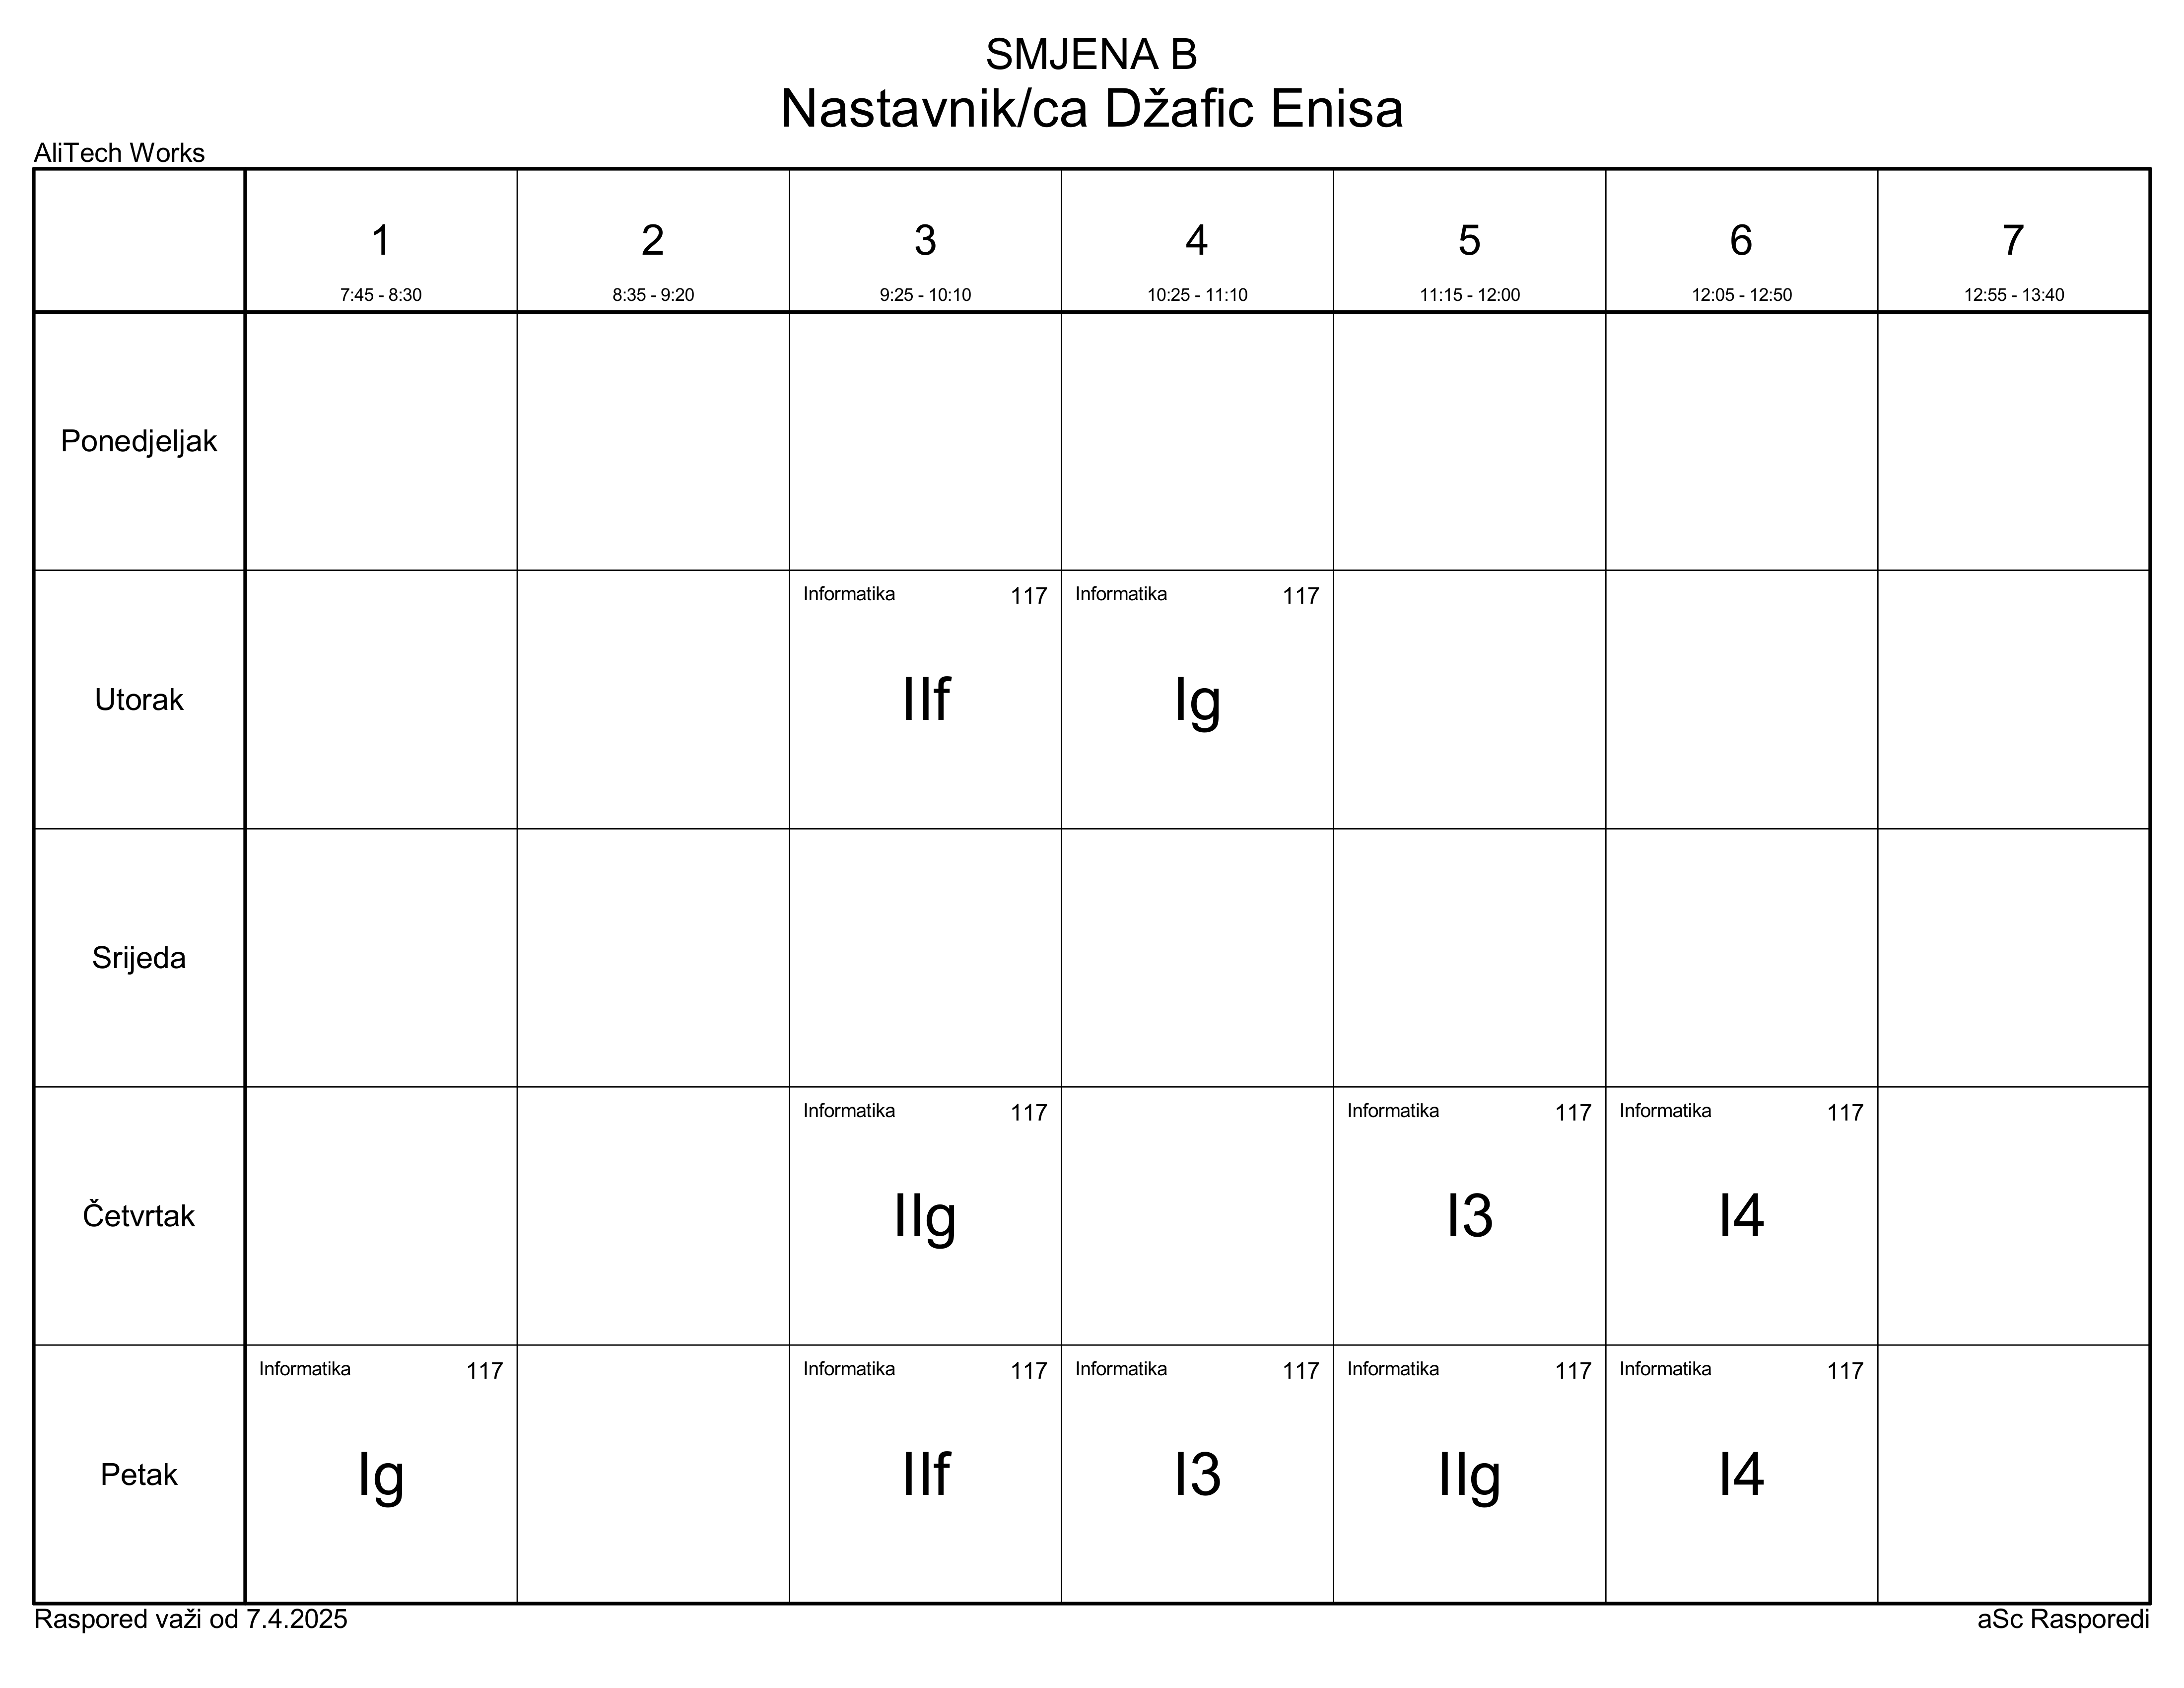 SMJENA B
Nastavnik/ca Džafic Enisa
AliTech Works
1 2 3 4 5 6 7
7:45 - 8:30 8:35 - 9:20 9:25 - 10:10 10:25 - 11:10 11:15 - 12:00 12:05 - 12:50 12:55 - 13:40
Ponedjeljak
Informatika 117 Informatika 117
Utorak IIf Ig
Srijeda
Informatika 117 Informatika 117 Informatika 117
Četvrtak IIg I3 I4
Informatika 117 Informatika 117 Informatika 117 Informatika 117 Informatika 117
Petak Ig IIf I3 IIg I4
Raspored važi od 7.4.2025 aSc Rasporedi